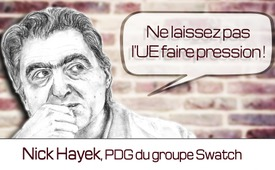 Ne laissez pas
l'UE faire pression!
Nick Hayek, PDG du groupe Swatch